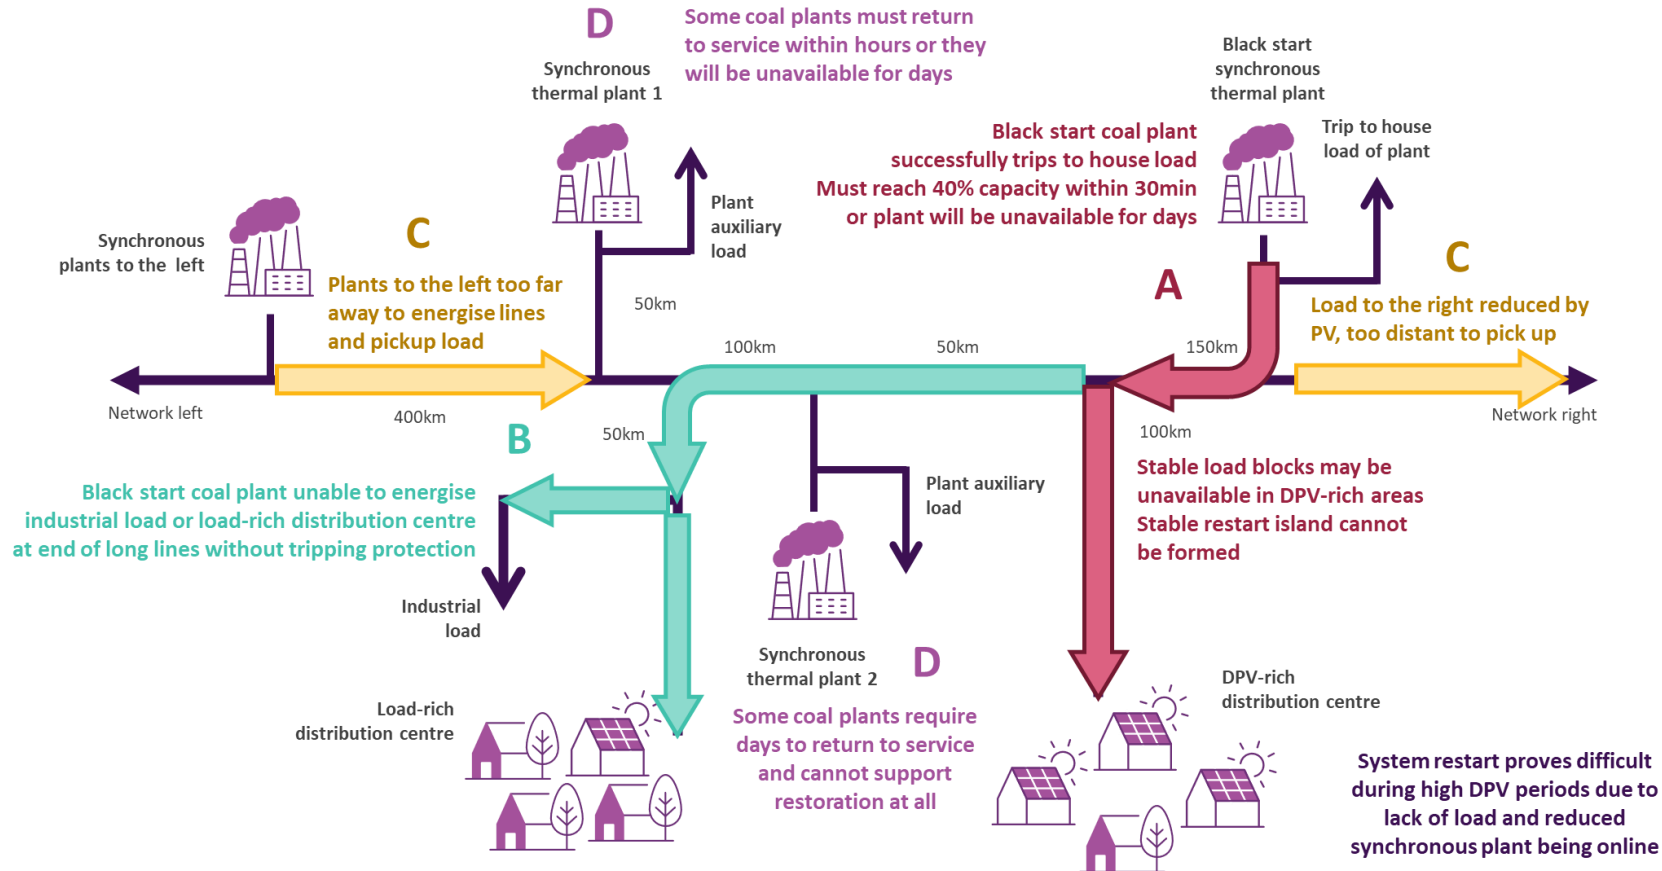 D
Some coal plants must return
to service within hours or they
will be unavailable for days
Synchronous
thermal plant 1
Black start
synchronous
thermal plant
Trip to house
load of plant
Black start coal plant
successfully trips to house load
Must reach 40% capacity within 30min
or plant will be unavailable for days
Plant
auxiliary
load
Synchronous
plants to the left
C
Plants to the left too far
away to energise lines
and pickup load
50km
A
C
Load to the right reduced by
PV, too distant to pick up
100km
50km
150km
Network left
400km
Network right
B
50km
100km
Black start coal plant unable to energise
industrial load or load-rich distribution centre
at end of long lines without tripping protection
Plant auxiliary
load
Stable load blocks may be
unavailable in DPV-rich areas
Stable restart island cannot
be formed
Industrial
load
Synchronous
thermal plant 2
D
Some coal plants require
days to return to service
and cannot support
restoration at all
Load-rich
distribution centre
DPV-rich
distribution centre
System restart proves difficult
during high DPV periods due to
lack of load and reduced
synchronous plant being online